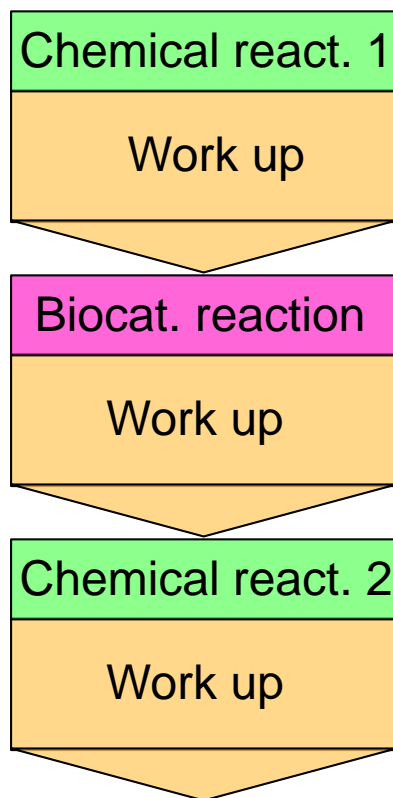 Chemical react. 1
Work up
Biocat. reaction
Work up
Chemical react. 2
Work up